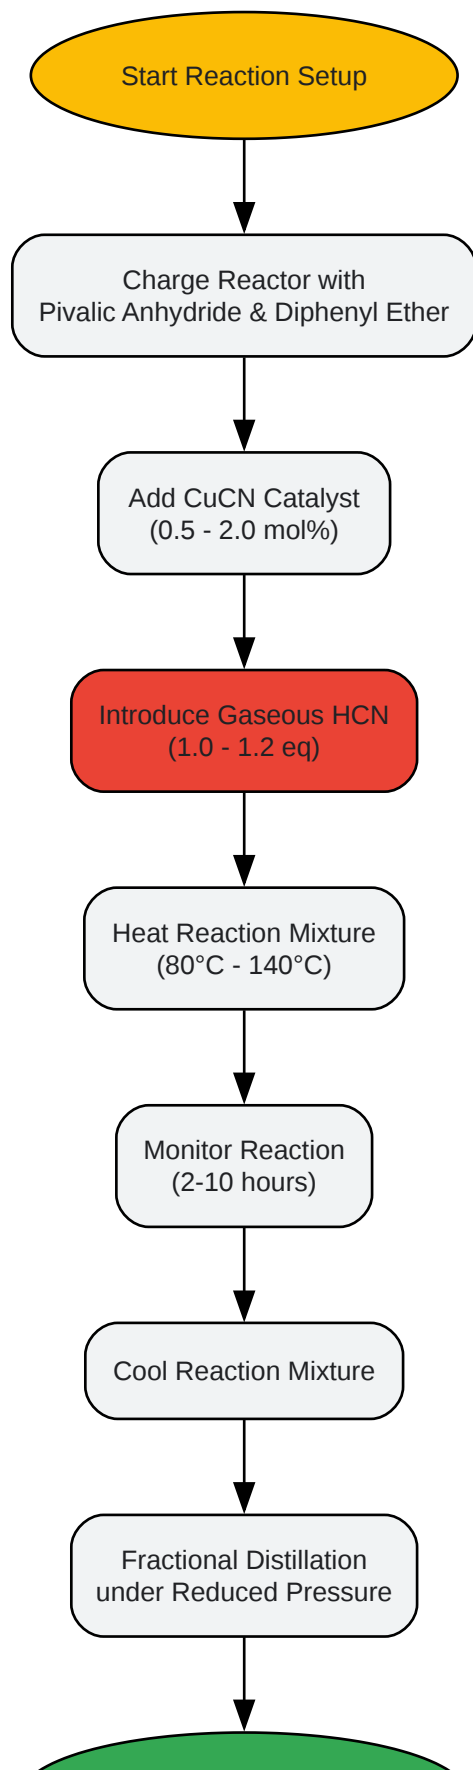 Start Reaction Setup
Charge Reactor with
Pivalic Anhydride & Diphenyl Ether
Add CuCN Catalyst
(0.5 - 2.0 mol%)
Introduce Gaseous HCN
(1.0 - 1.2 eq)
Heat Reaction Mixture
(80°C - 140°C)
Monitor Reaction
(2-10 hours)
Cool Reaction Mixture
Fractional Distillation
under Reduced Pressure